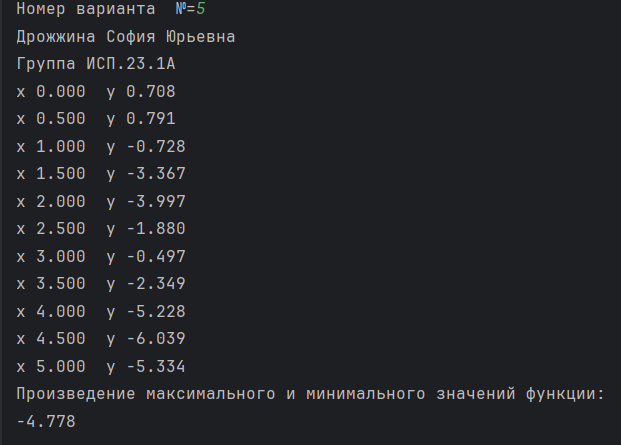 Номер варианта  №=5
Дрожжина София Юрьевна
Группа ИСП.23.1А
x 0.000  y 0.708
x 0.500  y 0.791
x 1.000  y -0.728
x 1.500  y -3.367
x 2.000  y -3.997
x 2.500  y -1.880
x 3.000  y -0.497
x 3.500  y -2.349
x 4.000  y -5.228
x 4.500  y -6.039
x 5.000  y -5.334
Произведение максимального и минимального значений функции:
-4.778